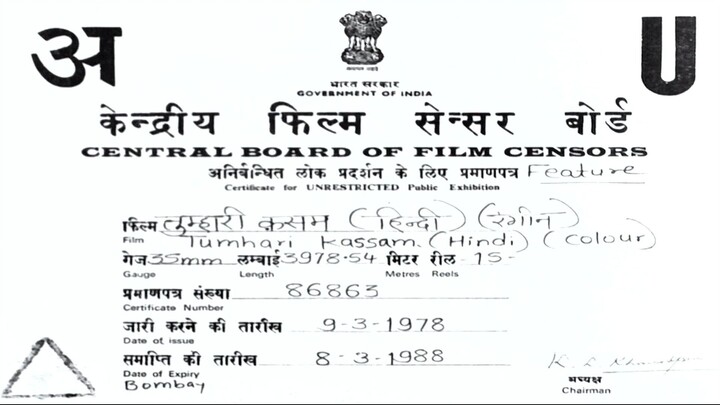 अ
U
भारत सरकार
GOVERNMENT OF INDIA
केन्द्रीय फिल्म सेन्सर बोर्ड
CENTRAL BOARD OF FILM CENSORS
अनिर्बन्धित लोक प्रदर्शन के लिए प्रमाणपत्र Feature
Certificate for UNRESTRICTED Public Exhibition
फिल्म तुम्हारी कसम (हिन्दी) (रंगीन)
Film Tumhari Kassam. (Hindi) (Colour)
गेज 35mm लम्बाई 3978.54 मिटर रील -15-
Gauge Length Metres Reels
प्रमाणपत्र संख्या 86863
Certificate Number
जारी करने की तारीख 9-3-1978
Date of issue
समाप्ति की तारीख 8-3-1988
Date of Expiry
Bombay
अध्यक्ष
Chairman